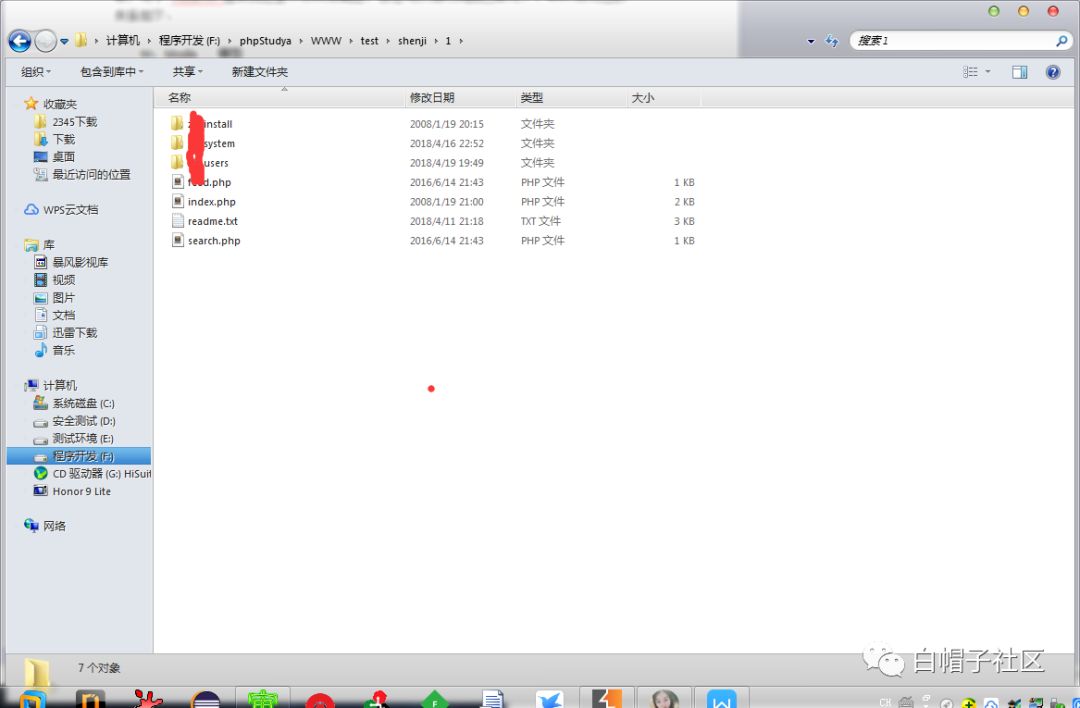 计算机 程序开发 (F:) phpStudya WWW test shenji 1 搜索 1
组织 包含到库中 共享 新建文件夹
名称 修改日期 类型 大小
install 2008/1/19 20:15 文件夹
system 2018/4/16 22:52 文件夹
users 2018/4/19 19:49 文件夹
.php 2016/6/14 21:43 PHP 文件 1 KB
index.php 2008/1/19 21:00 PHP 文件 2 KB
readme.txt 2018/4/11 21:18 TXT 文件 3 KB
search.php 2016/6/14 21:43 PHP 文件 1 KB
收藏夹
2345下载
下载
桌面
最近访问的位置
WPS云文档
库
暴风影视库
视频
图片
文档
迅雷下载
音乐
计算机
系统磁盘 (C:)
安全测试 (D:)
测试环境 (E:)
程序开发 (F:)
CD 驱动器 (G:) HiSuit
Honor 9 Lite
网络
7 个对象
白帽子社区
CH